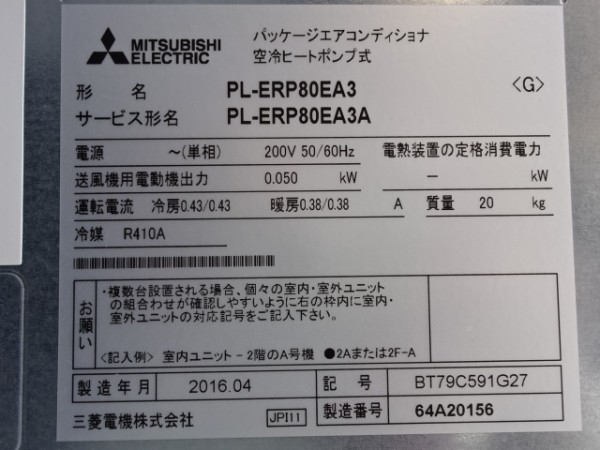 MITSUBISHI ELECTRIC
パッケージエアコンディショナ
空冷ヒートポンプ式
形 名 PL-ERP80EA3 〈G〉
サービス形名 PL-ERP80EA3A
電源 ～(単相) 200V 50/60Hz 電熱装置の定格消費電力
送風機用電動機出力 0.050 kW － kW
運転電流 冷房0.43/0.43 暖房0.38/0.38 A 質量 20 kg
冷媒 R410A
お願い
・複数台設置される場合、個々の室内・室外ユニット
の組合わせが確認しやすいように右の枠内に室内・
室外ユニットの対応記号をご記入下さい。
〈記入例〉 室内ユニット－2階のA号機 ●2Aまたは2F-A
製造年月 2016.04 記 号 BT79C591G27
三菱電機株式会社 JPI11 製造番号 64A20156